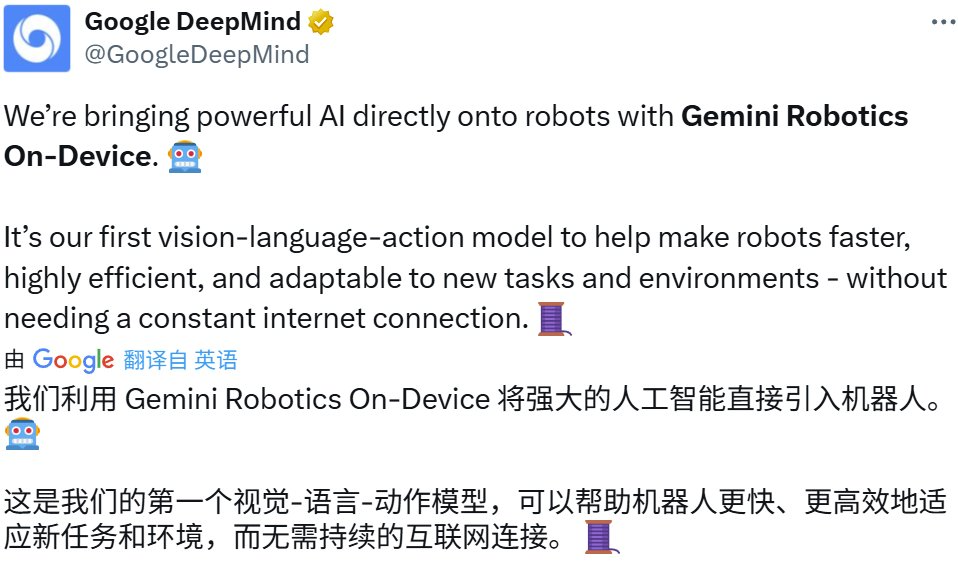 Google DeepMind
@GoogleDeepMind
We’re bringing powerful AI directly onto robots with Gemini Robotics
On-Device. 🤖
It’s our first vision-language-action model to help make robots faster,
highly efficient, and adaptable to new tasks and environments - without
needing a constant internet connection. 🧵
由 Google 翻译自 英语
我们利用 Gemini Robotics On-Device 将强大的人工智能直接引入机器人。
🤖
这是我们的第一个视觉-语言-动作模型，可以帮助机器人更快、更高效地适
应新任务和环境，而无需持续的互联网连接。 🧵